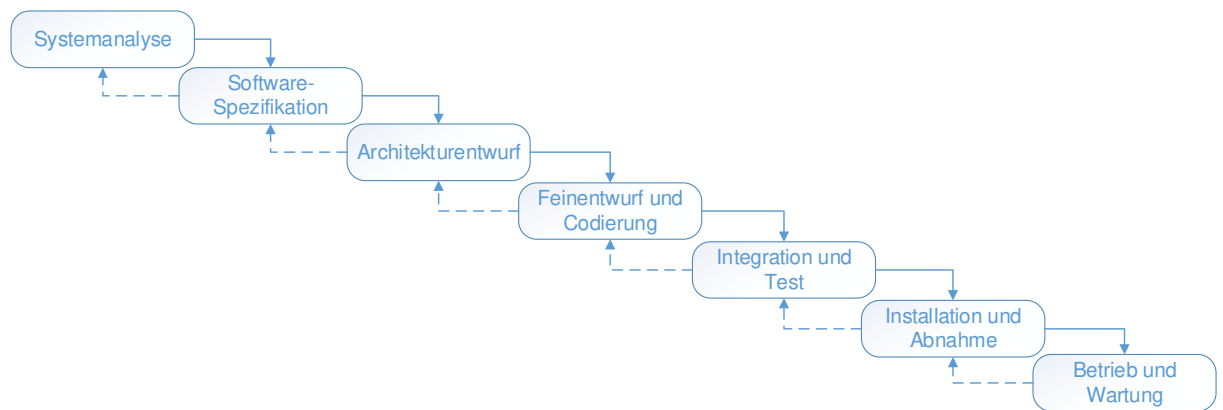 Systemanalyse
Software-
Spezifikation
Architekturentwurf
Feinentwurf und
Codierung
Integration und
Test
Installation und
Abnahme
Betrieb und
Wartung